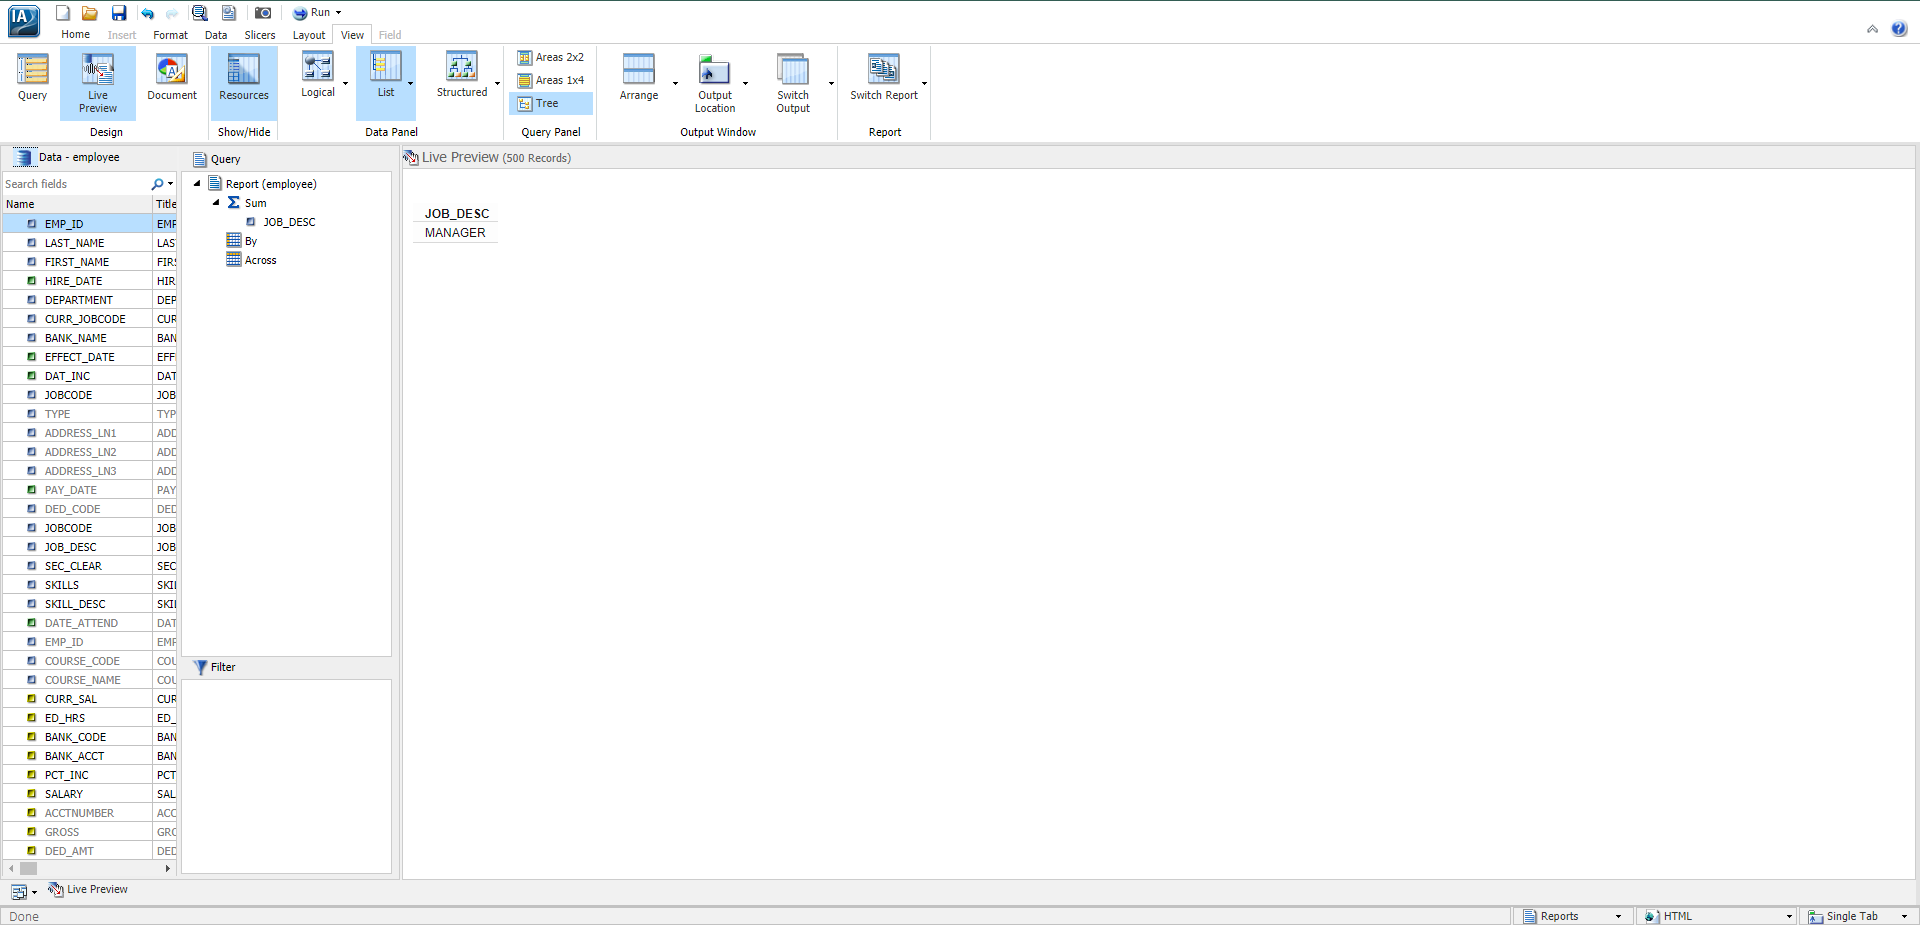 IA
Run
Home Insert Format Data Slicers Layout View Field
Query
Live
Preview
Document
Resources
Logical
List
Structured
Areas 2x2
Areas 1x4
Tree
Arrange
Output
Location
Switch
Output
Switch Report
Design
Show/Hide
Data Panel
Query Panel
Output Window
Report
Data - employee
Search fields
Name Title
EMP_ID EMP
LAST_NAME LAS
FIRST_NAME FIRS
HIRE_DATE HIR
DEPARTMENT DEP
CURR_JOBCODE CUR
BANK_NAME BAN
EFFECT_DATE EFFI
DAT_INC DAT
JOBCODE JOB
TYPE TYP
ADDRESS_LN1 ADD
ADDRESS_LN2 ADD
ADDRESS_LN3 ADD
PAY_DATE PAY
DED_CODE DED
JOBCODE JOB
JOB_DESC JOB
SEC_CLEAR SEC
SKILLS SKI
SKILL_DESC SKI
DATE_ATTEND DAT
EMP_ID EMP
COURSE_CODE COU
COURSE_NAME COU
CURR_SAL CUR
ED_HRS ED_
BANK_CODE BAN
BANK_ACCT BAN
PCT_INC PCT
SALARY SAL
ACCTNUMBER ACC
GROSS GRO
DED_AMT DED
Query
Report (employee)
Sum
JOB_DESC
By
Across
Filter
Live Preview (500 Records)
JOB_DESC
MANAGER
Live Preview
Done
Reports
HTML
Single Tab